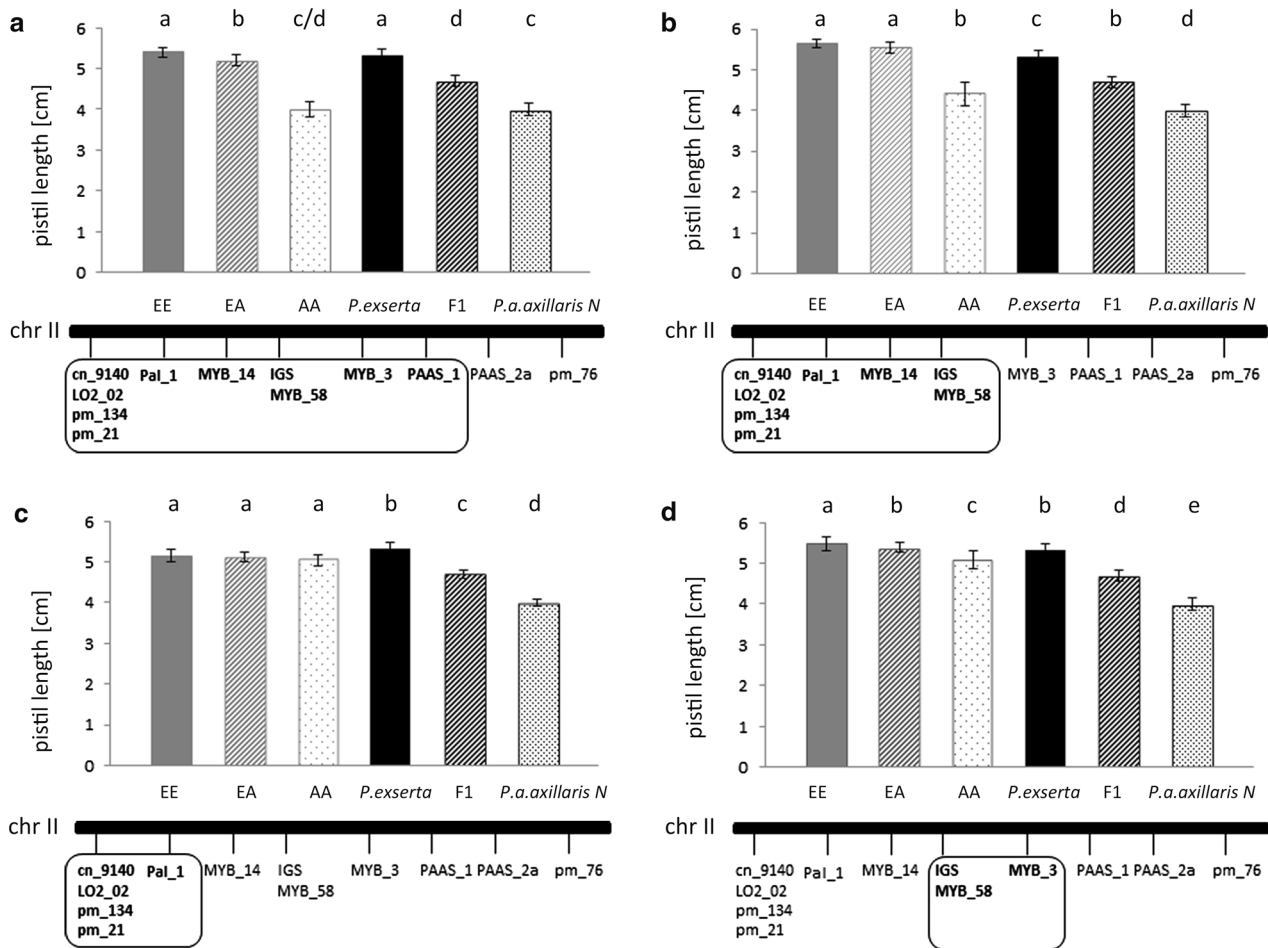 a
a b c/d a d c
pistil length [cm]
6
5
4
3
2
1
0
EE EA AA P.exserta F1 P.a.axillaris N
chr II
cn_9140 Pal_1 MYB_14 IGS MYB_3 PAAS_1 PAAS_2a pm_76
LO2_02 MYB_58
pm_134
pm_21
b
a a b c b d
pistil length [cm]
6
5
4
3
2
1
0
EE EA AA P.exserta F1 P.a.axillaris N
chr II
cn_9140 Pal_1 MYB_14 IGS MYB_3 PAAS_1 PAAS_2a pm_76
LO2_02 MYB_58
pm_134
pm_21
c
a a a b c d
pistil length [cm]
6
5
4
3
2
1
0
EE EA AA P.exserta F1 P.a.axillaris N
chr II
cn_9140 Pal_1 MYB_14 IGS MYB_3 PAAS_1 PAAS_2a pm_76
LO2_02 MYB_58
pm_134
pm_21
d
a b c b d e
pistil length [cm]
6
5
4
3
2
1
0
EE EA AA P.exserta F1 P.a.axillaris N
chr II
cn_9140 Pal_1 MYB_14 IGS MYB_3 PAAS_1 PAAS_2a pm_76
LO2_02 MYB_58
pm_134
pm_21